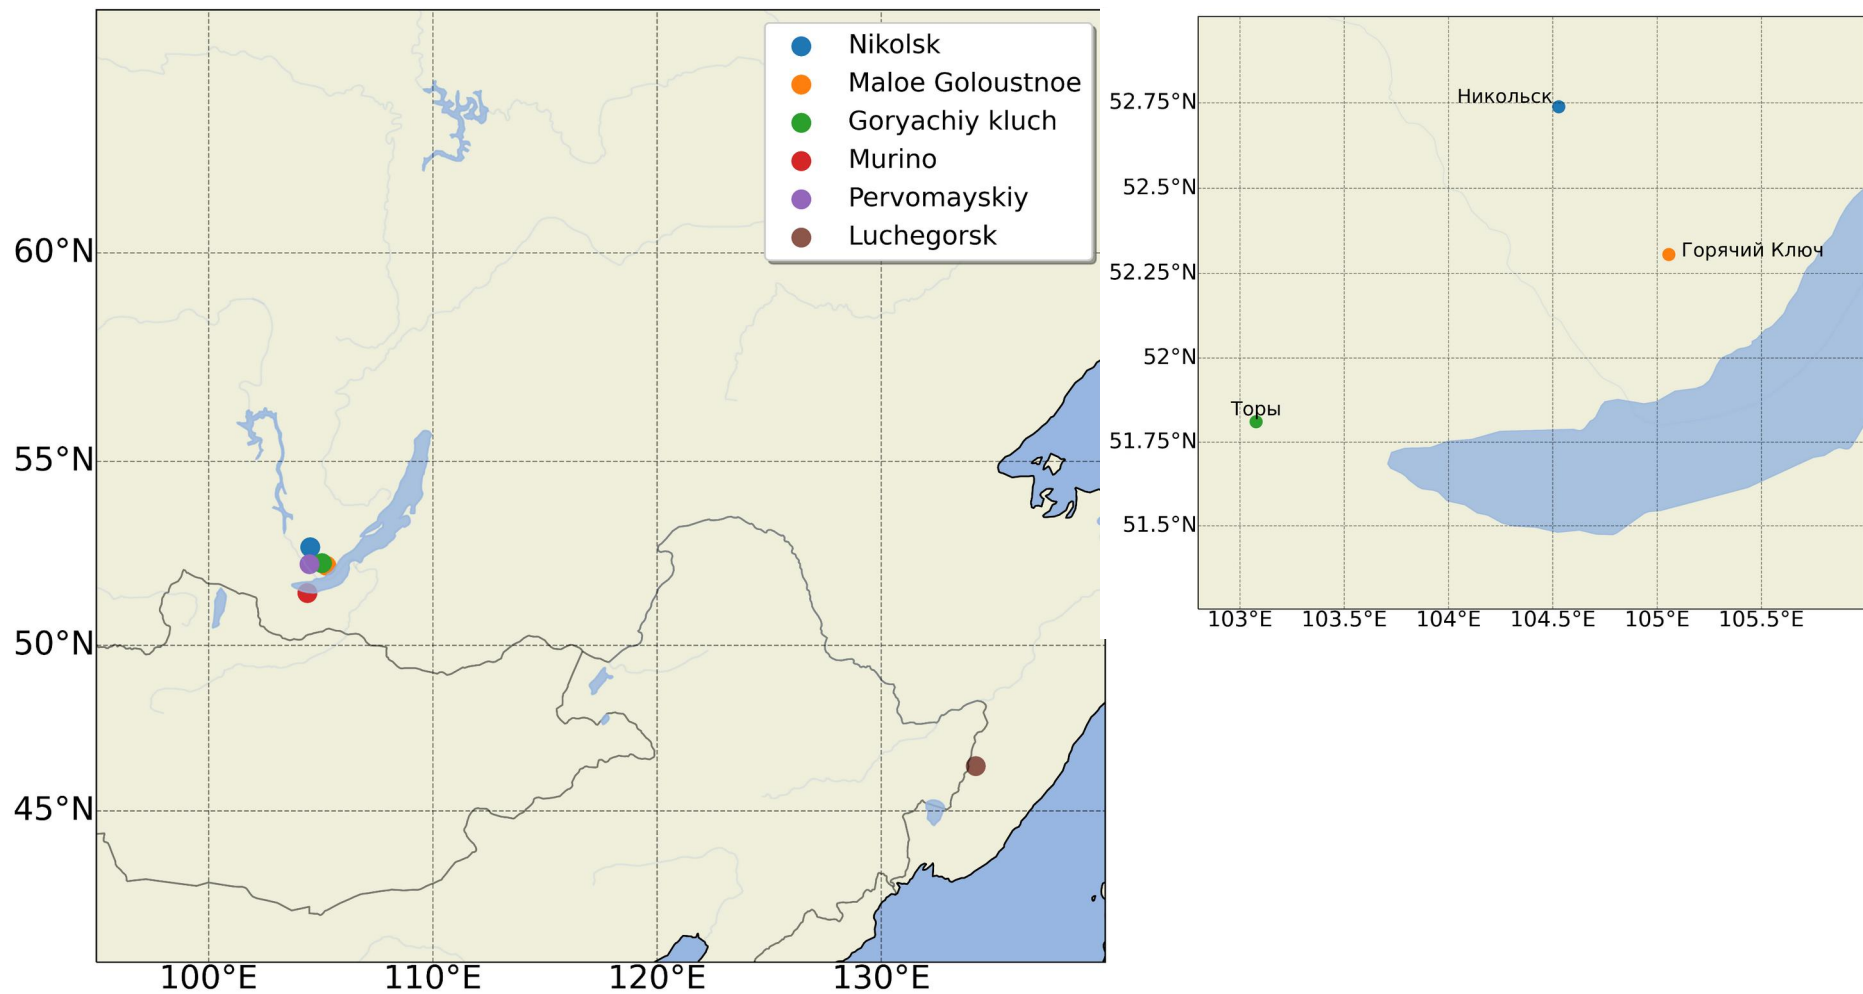 Nikolsk
Maloe Goloustnoe
Goryachiy kluch
Murino
Pervomayskiy
Luchegorsk
60°N
55°N
50°N
45°N
100°E
110°E
120°E
130°E
52.75°N
52.5°N
52.25°N
52°N
51.75°N
51.5°N
Никольск
Горячий Ключ
Торы
103°E
103.5°E
104°E
104.5°E
105°E
105.5°E